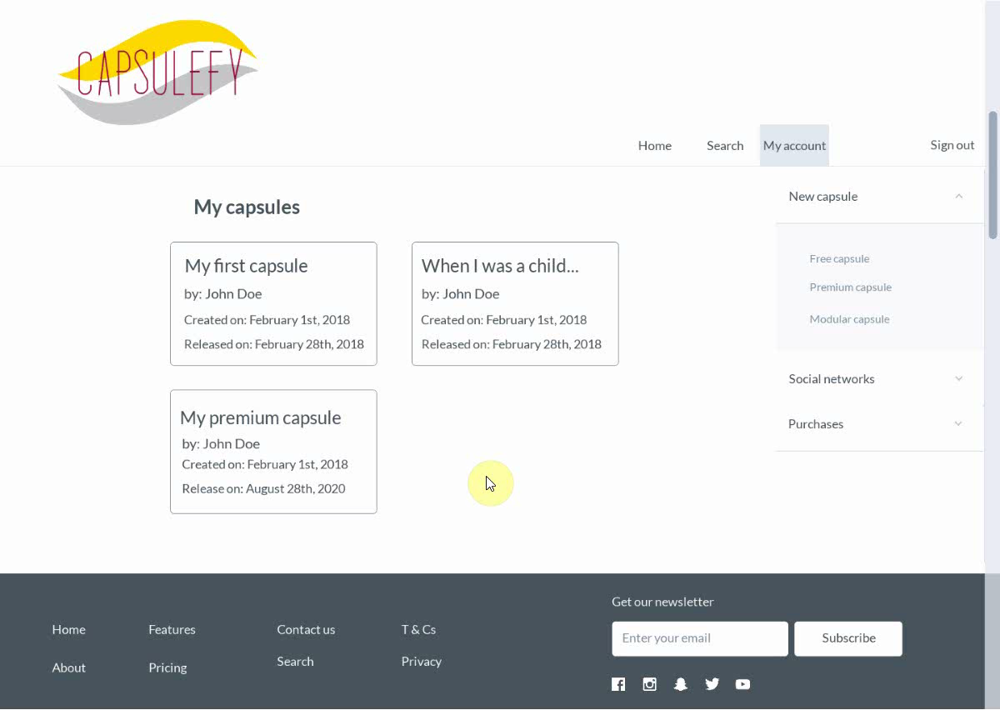 CAPSULEFY
Home Search My account Sign out
My capsules
My first capsule
by: John Doe
Created on: February 1st, 2018
Released on: February 28th, 2018
When I was a child...
by: John Doe
Created on: February 1st, 2018
Released on: February 28th, 2018
My premium capsule
by: John Doe
Created on: February 1st, 2018
Release on: August 28th, 2020
New capsule
Free capsule
Premium capsule
Modular capsule
Social networks
Purchases
Home
About
Features
Pricing
Contact us
Search
T & Cs
Privacy
Get our newsletter
Enter your email
Subscribe